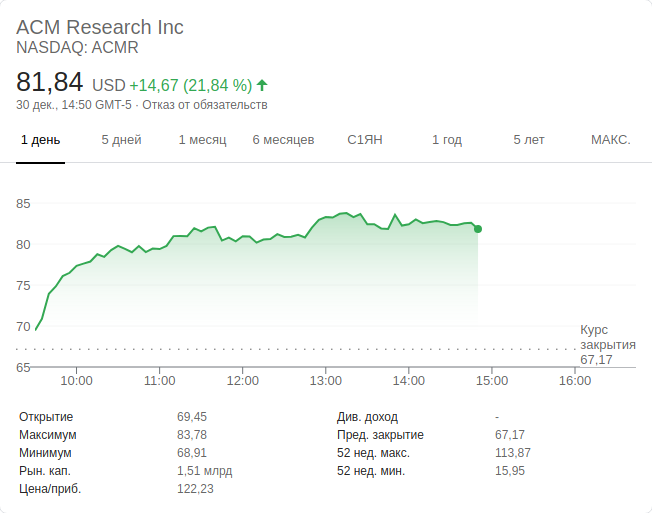 ACM Research Inc
NASDAQ: ACMR
81,84 USD +14,67 (21,84 %)
30 дек., 14:50 GMT-5 · Отказ от обязательств
1 день 5 дней 1 месяц 6 месяцев С1ЯН 1 год 5 лет МАКС.
85
80
75
70
Курс
закрытия
67,17
65
10:00 11:00 12:00 13:00 14:00 15:00 16:00
Открытие 69,45 Див. доход -
Максимум 83,78 Пред. закрытие 67,17
Минимум 68,91 52 нед. макс. 113,87
Рын. кап. 1,51 млрд 52 нед. мин. 15,95
Цена/приб. 122,23